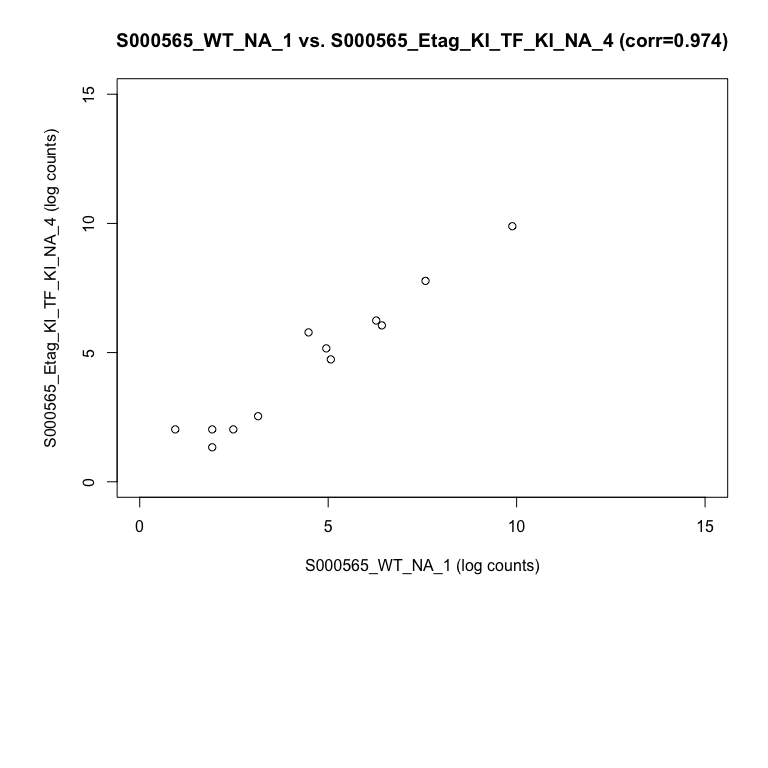 S000565_WT_NA_1 vs. S000565_Etag_KI_TF_KI_NA_4 (corr=0.974)
S000565_Etag_KI_TF_KI_NA_4 (log counts)
15
10
5
0
0 5 10 15
S000565_WT_NA_1 (log counts)